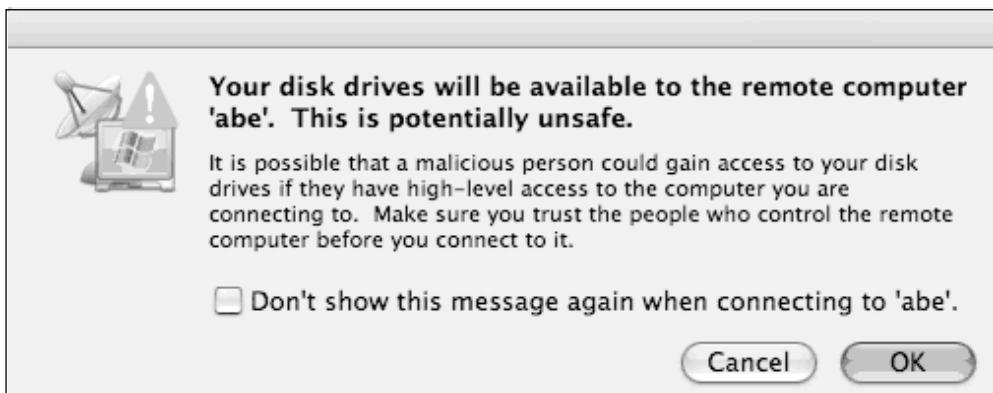 Your disk drives will be available to the remote computer
'abe'.  This is potentially unsafe.
It is possible that a malicious person could gain access to your disk
drives if they have high-level access to the computer you are
connecting to.  Make sure you trust the people who control the remote
computer before you connect to it.
Don't show this message again when connecting to 'abe'.
Cancel OK